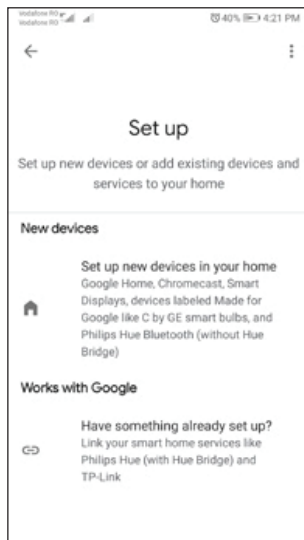 Vodafone RO
Vodafone RO
40% 4:21 PM
Set up
Set up new devices or add existing devices and
services to your home
New devices
Set up new devices in your home
Google Home, Chromecast, Smart
Displays, devices labeled Made for
Google like C by GE smart bulbs, and
Philips Hue Bluetooth (without Hue
Bridge)
Works with Google
Have something already set up?
Link your smart home services like
Philips Hue (with Hue Bridge) and
TP-Link